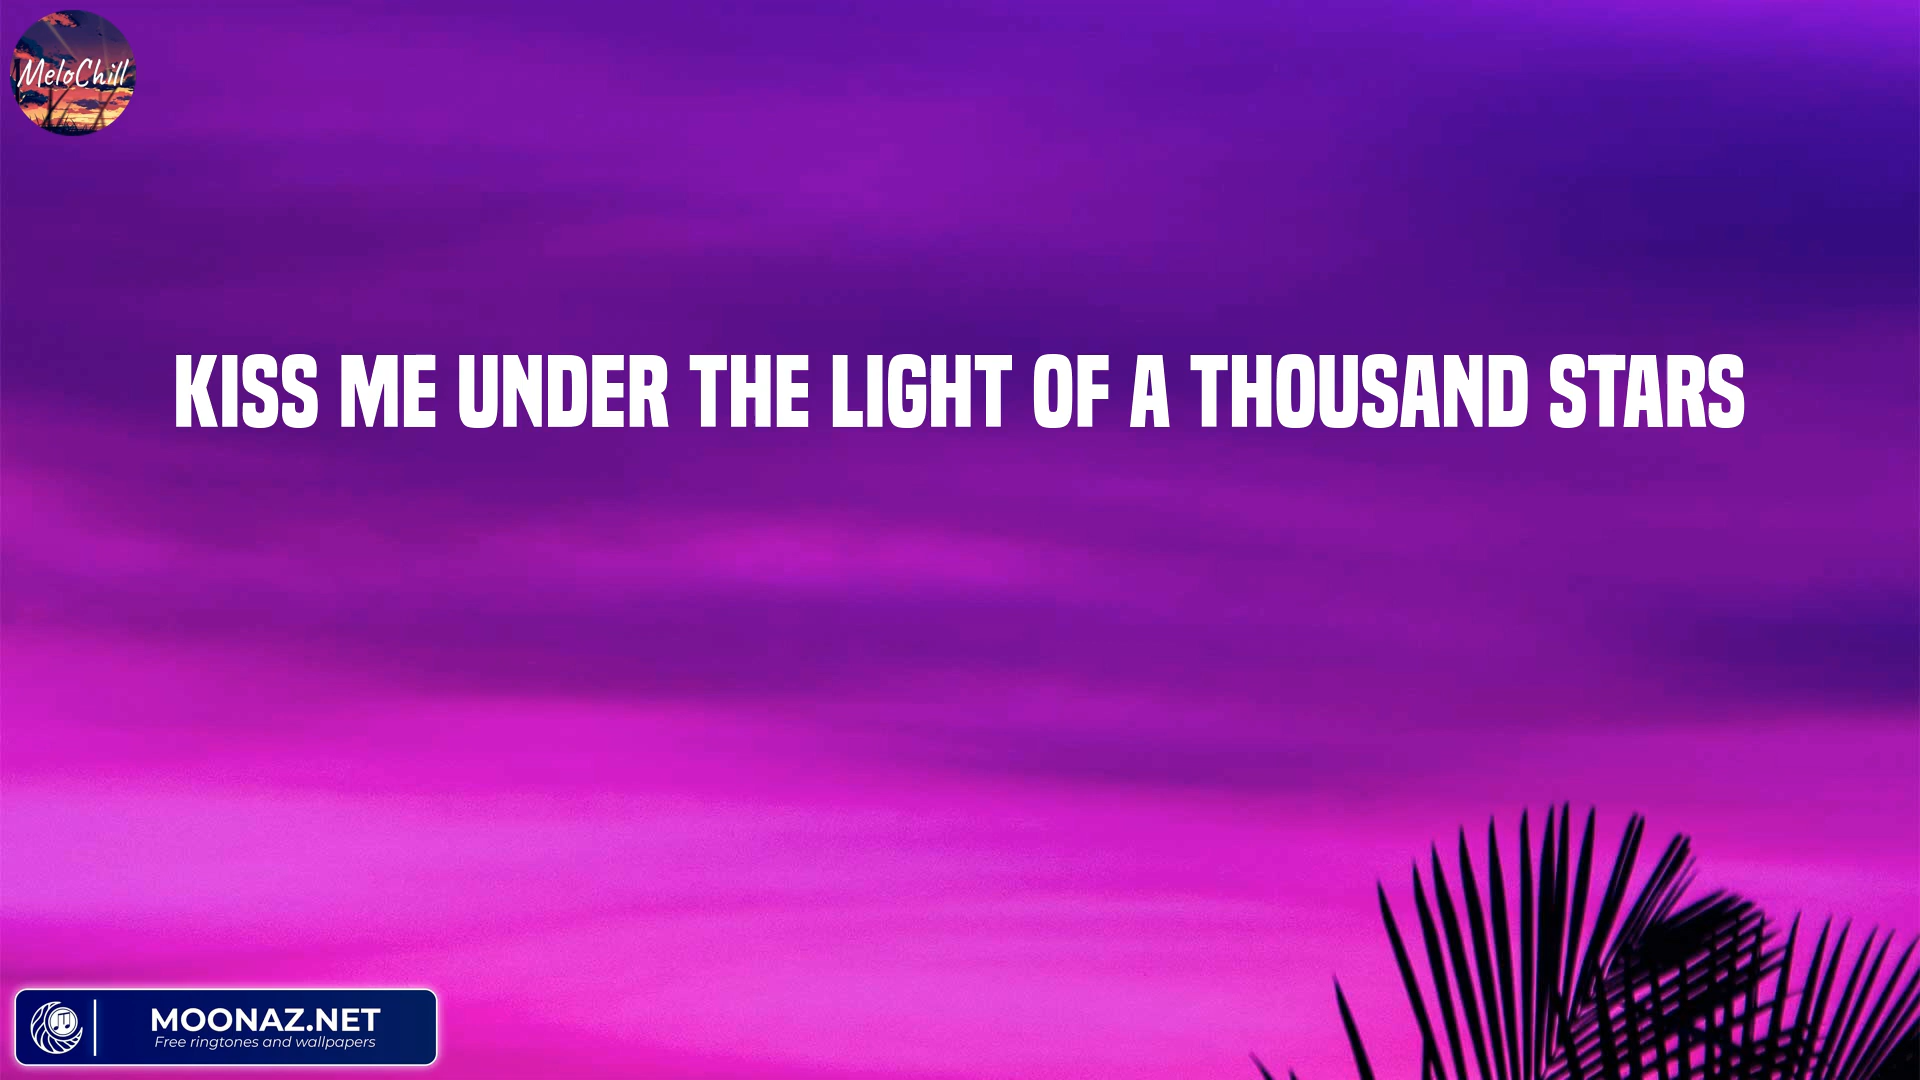 MeloChill
KISS ME UNDER THE LIGHT OF A THOUSAND STARS
MOONAZ.NET
Free ringtones and wallpapers